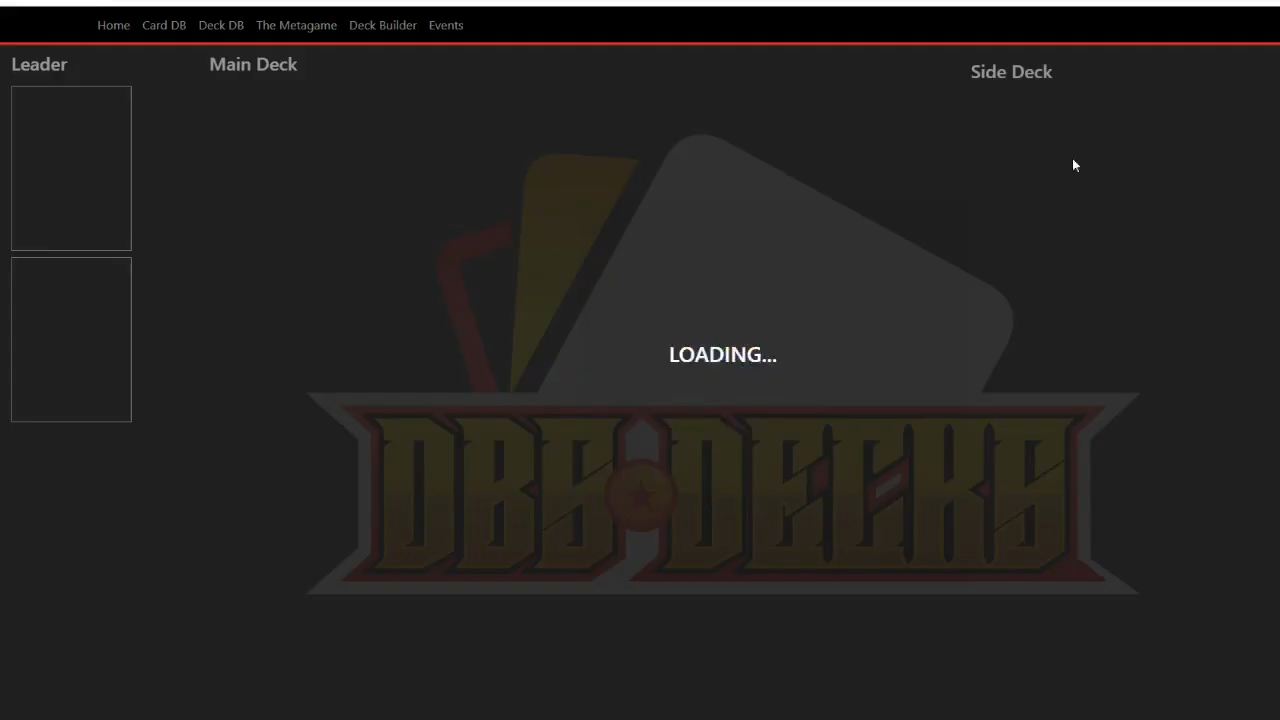 Home Card DB Deck DB The Metagame Deck Builder Events
Leader
Main Deck
Side Deck
LOADING...
DBS DECKS